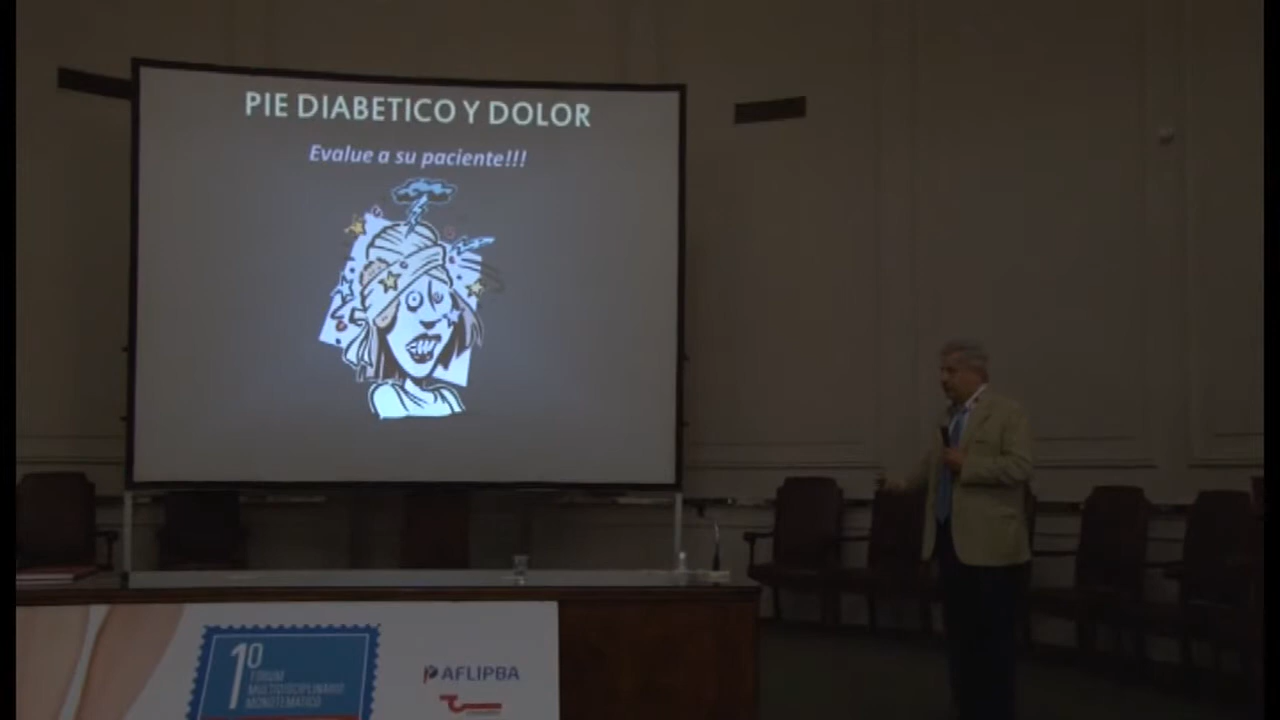 PIE DIABETICO Y DOLOR
Evalue a su paciente!!!
1º
FORUM
MULTIDISCIPLINARIO
MONOTEMATICO
AFLIPBA